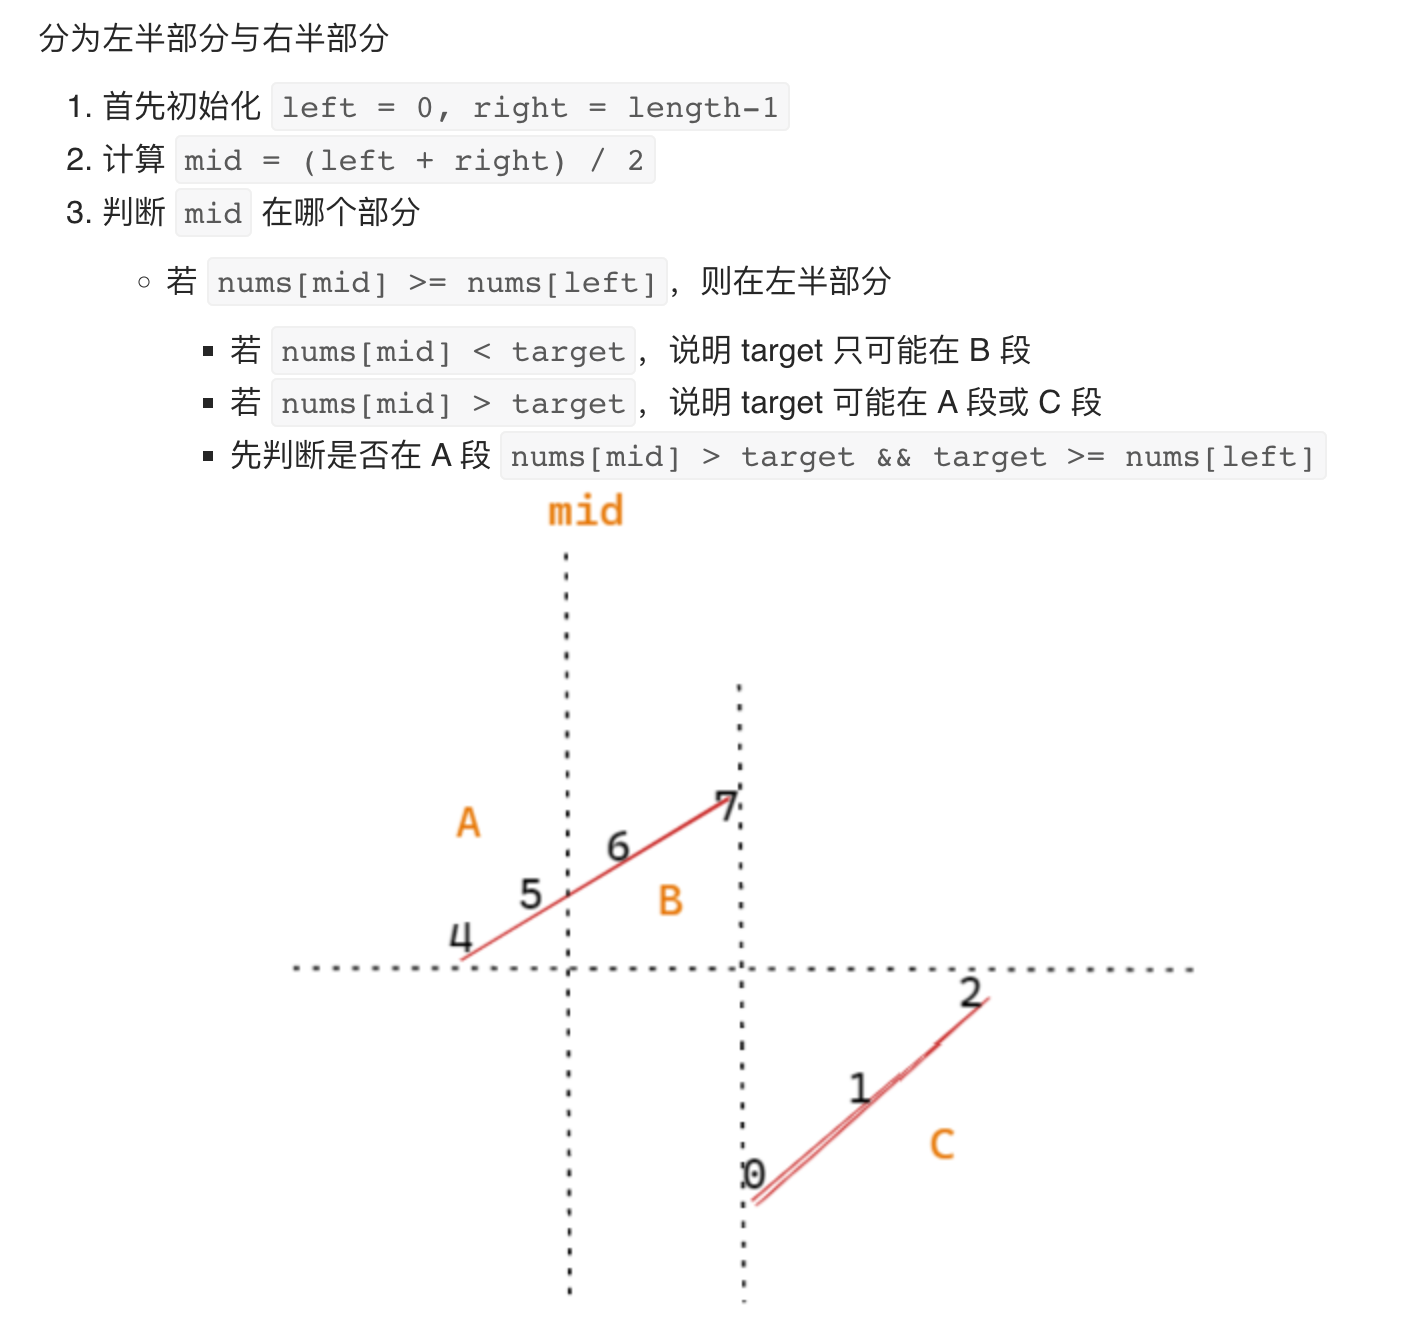 分为左半部分与右半部分
1. 首先初始化 left = 0, right = length-1
2. 计算 mid = (left + right) / 2
3. 判断 mid 在哪个部分
若 nums[mid] >= nums[left]，则在左半部分
若 nums[mid] < target，说明 target 只可能在 B 段
若 nums[mid] > target，说明 target 可能在 A 段或 C 段
先判断是否在 A 段 nums[mid] > target && target >= nums[left]
mid
7
A
6
5
B
4
2
1
C
0